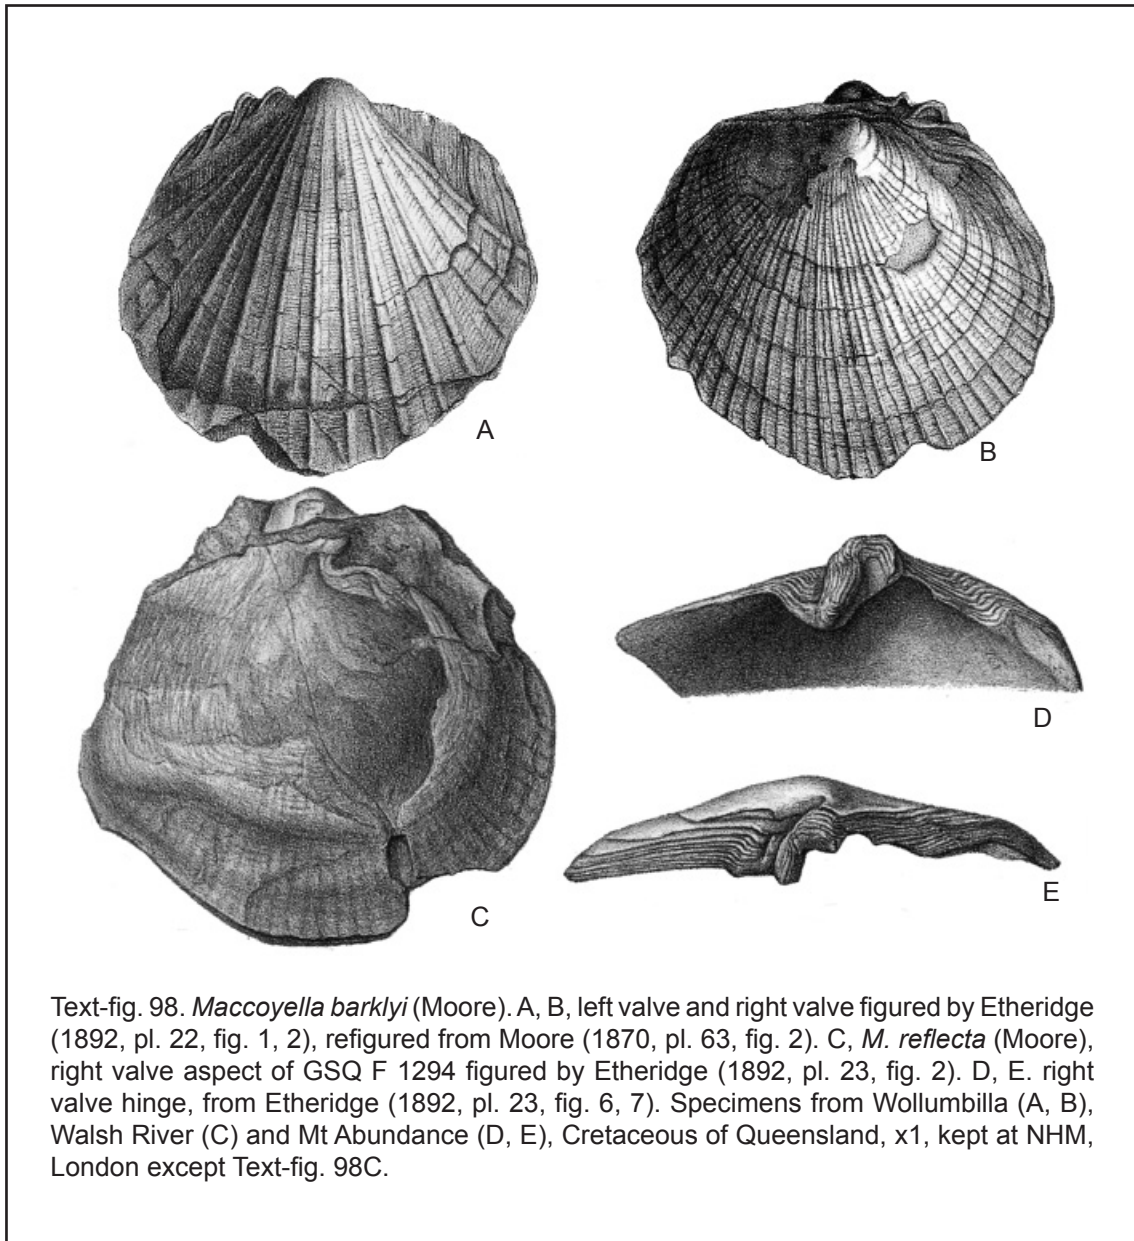 A
B
C
D
E
Text-fig. 98. Maccoyella barklyi (Moore). A, B, left valve and right valve figured by Etheridge
(1892, pl. 22, fig. 1, 2), refigured from Moore (1870, pl. 63, fig. 2). C, M. reflecta (Moore),
right valve aspect of GSQ F 1294 figured by Etheridge (1892, pl. 23, fig. 2). D, E. right
valve hinge, from Etheridge (1892, pl. 23, fig. 6, 7). Specimens from Wollumbilla (A, B),
Walsh River (C) and Mt Abundance (D, E), Cretaceous of Queensland, x1, kept at NHM,
London except Text-fig. 98C.